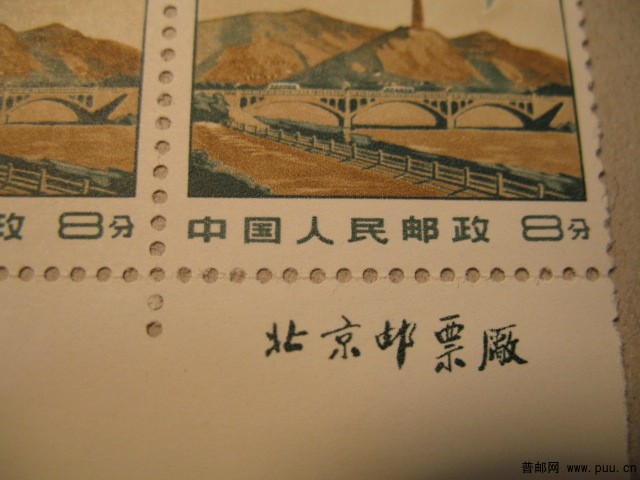 政 8分
中国人民邮政 8分
北京邮票廠
普邮网 www.puu.cn